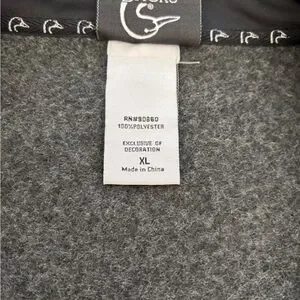 RN#90860
100%POLYESTER
EXCLUSIVE OF
DECORATION
XL
Made in China